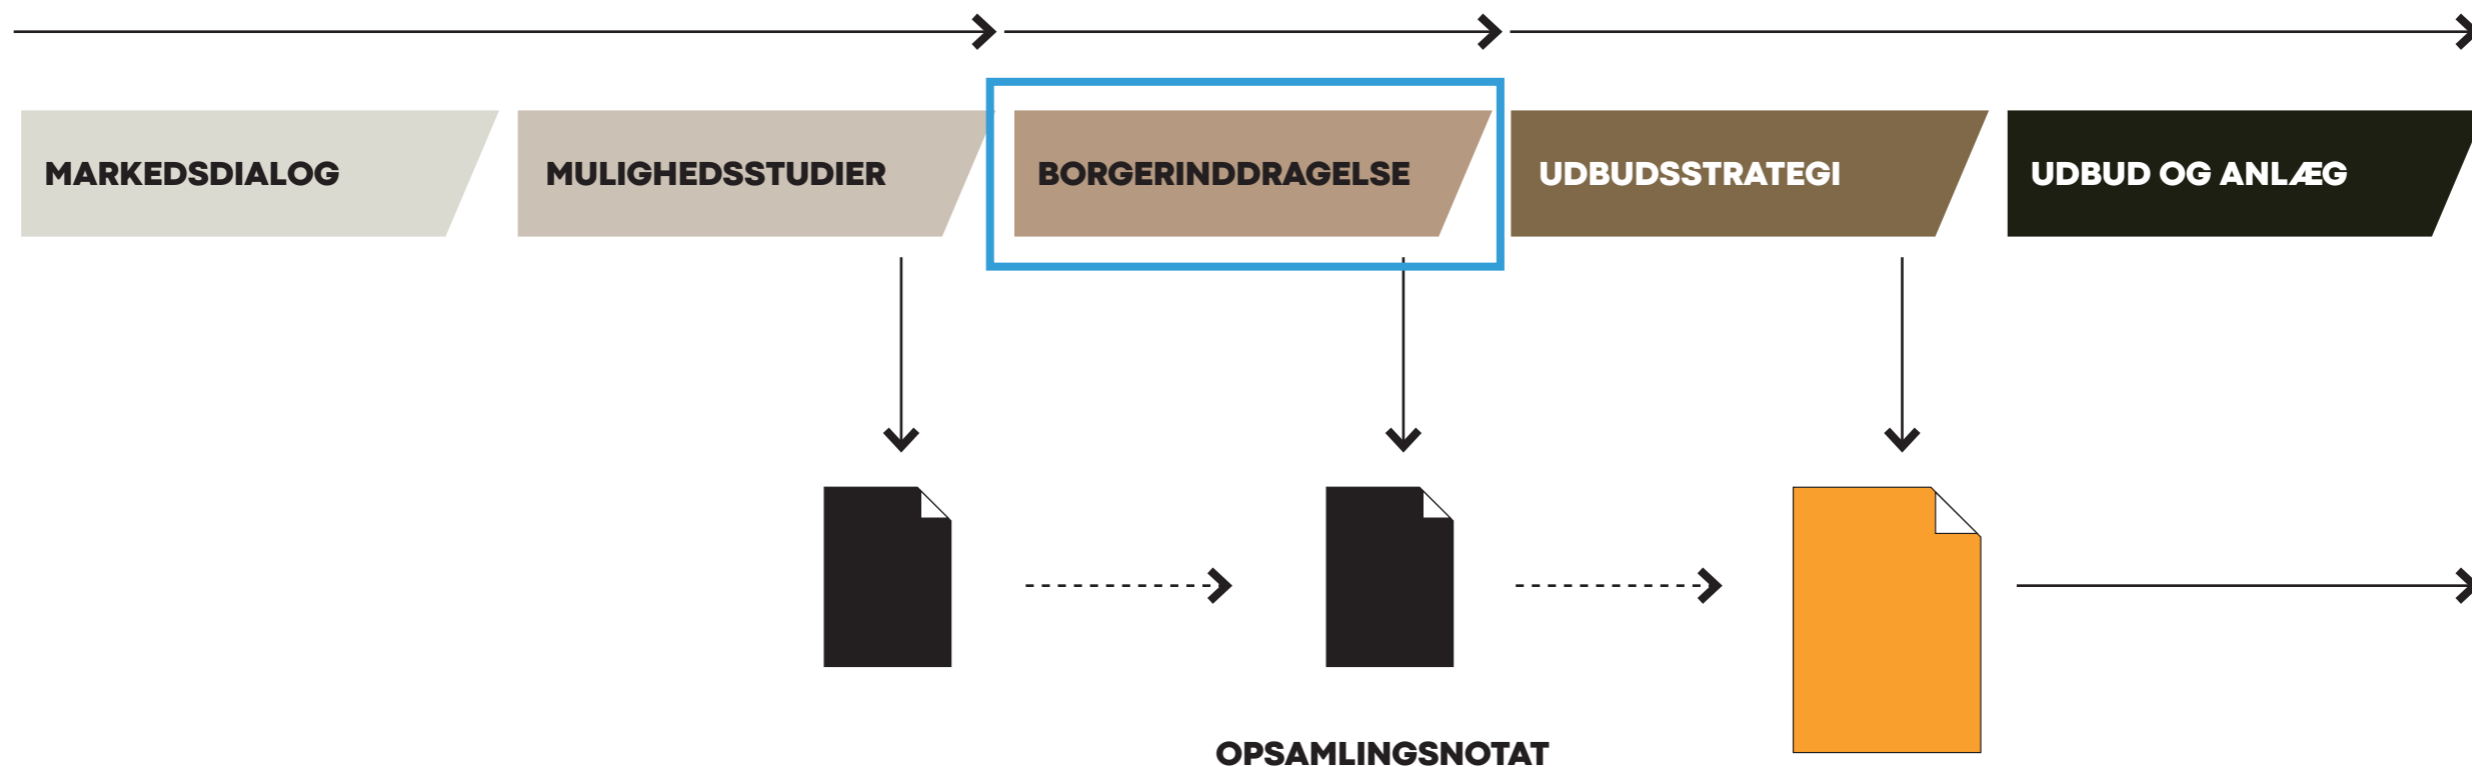 MARKEDSDIALOG
MULIGHEDSSTUDIER
BORGERINDDRAGELSE
UDBUDSSTRATEGI
UDBUD OG ANLÆG
OPSAMLINGSNOTAT